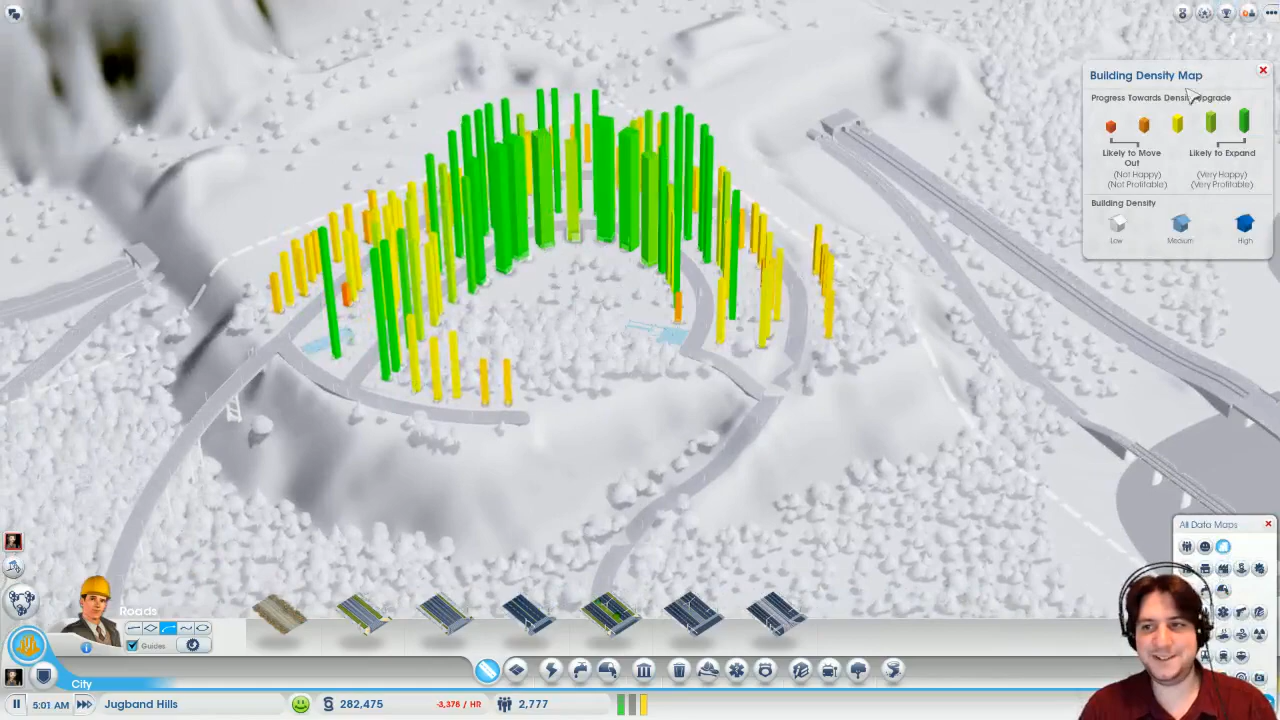 Building Density Map
Progress Towards Density Upgrade
Likely to Move Out
(Not Happy)
(Not Profitable)
Likely to Expand
(Very Happy)
(Very Profitable)
Building Density
Low
Medium
High
All Data Maps
Roads
Guides
City
5:01 AM
Jugband Hills
282,475
-3,376 / HR
2,777